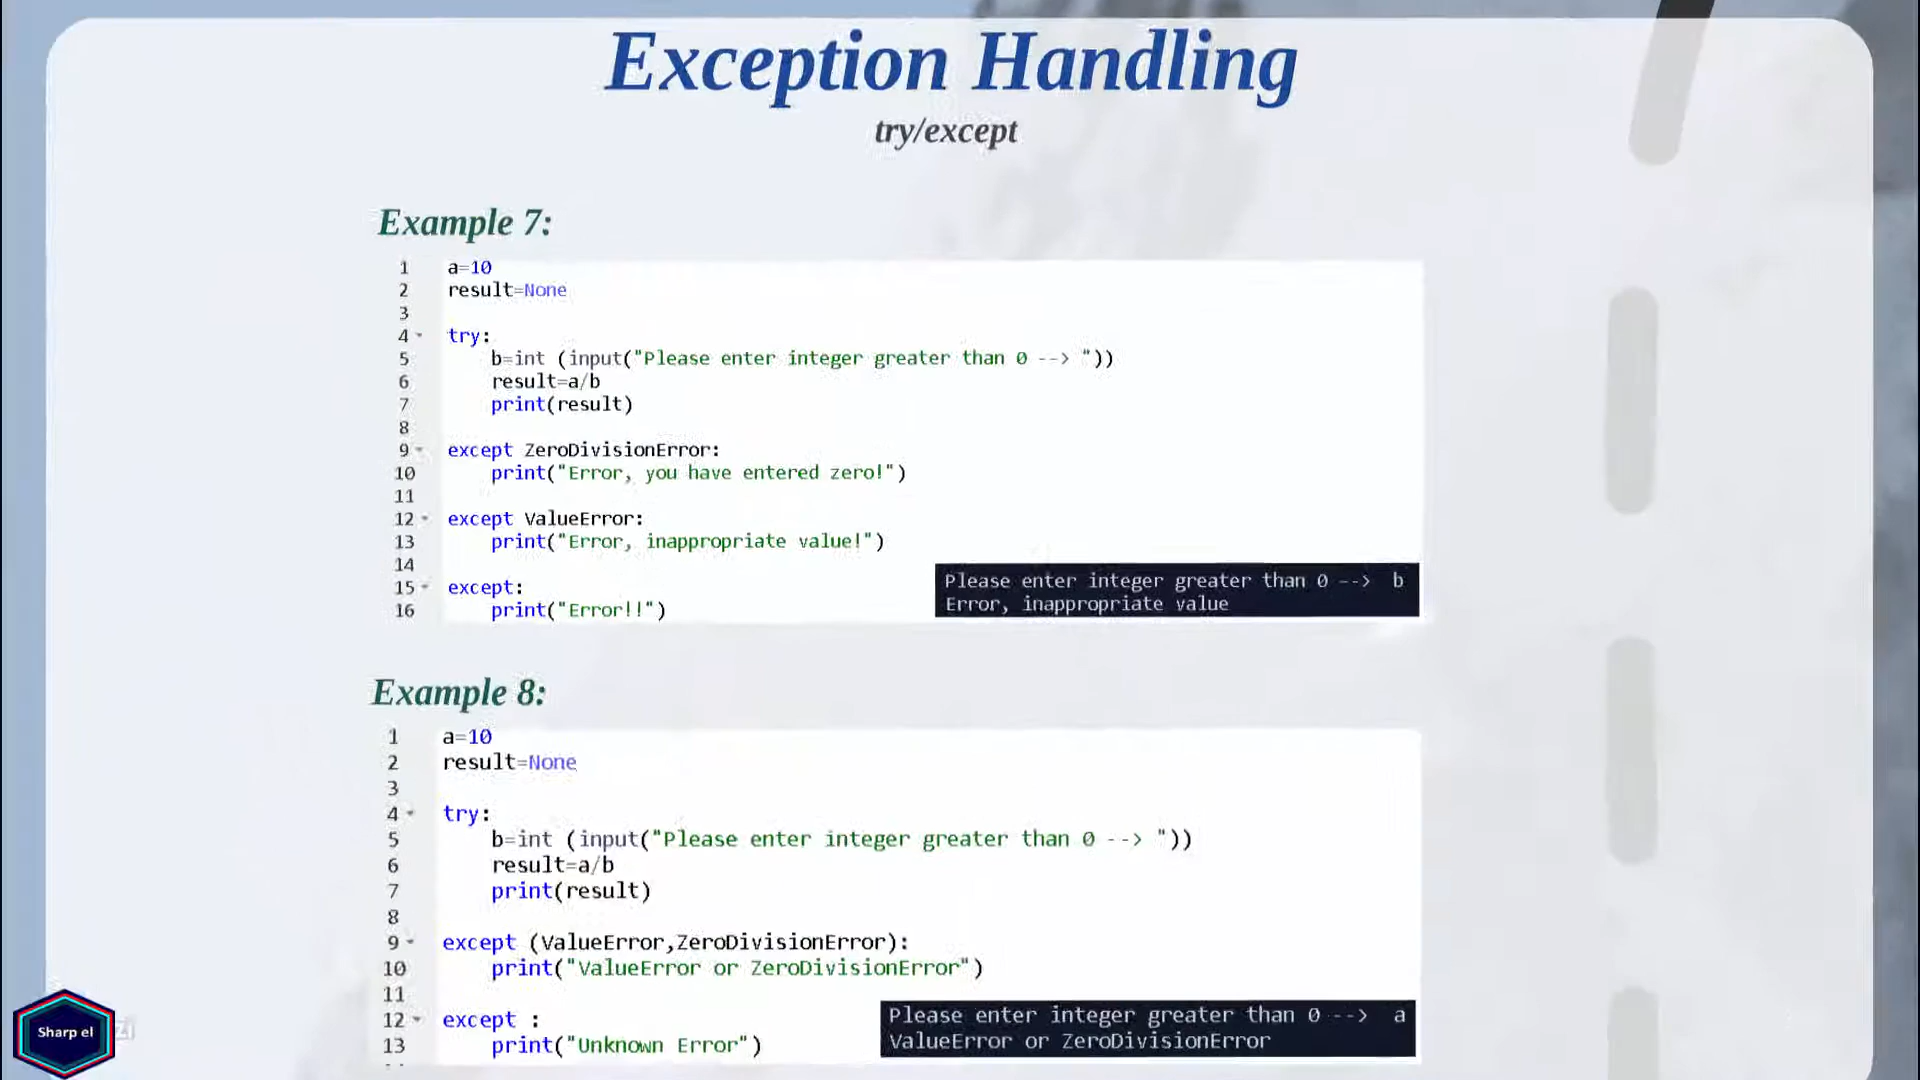 Exception Handling
try/except
Example 7:
1 a=10
2 result=None
3
4 try:
5 b=int (input("Please enter integer greater than 0 --> "))
6 result=a/b
7 print(result)
8
9 except ZeroDivisionError:
10 print("Error, you have entered zero!")
11
12 except ValueError:
13 print("Error, inappropriate value!")
14
15 except:
16 print("Error!!")
Please enter integer greater than 0 --> b
Error, inappropriate value
Example 8:
1 a=10
2 result=None
3
4 try:
5 b=int (input("Please enter integer greater than 0 --> "))
6 result=a/b
7 print(result)
8
9 except (ValueError,ZeroDivisionError):
10 print("ValueError or ZeroDivisionError")
11
12 except :
13 print("Unknown Error")
Please enter integer greater than 0 --> a
ValueError or ZeroDivisionError
Sharp el